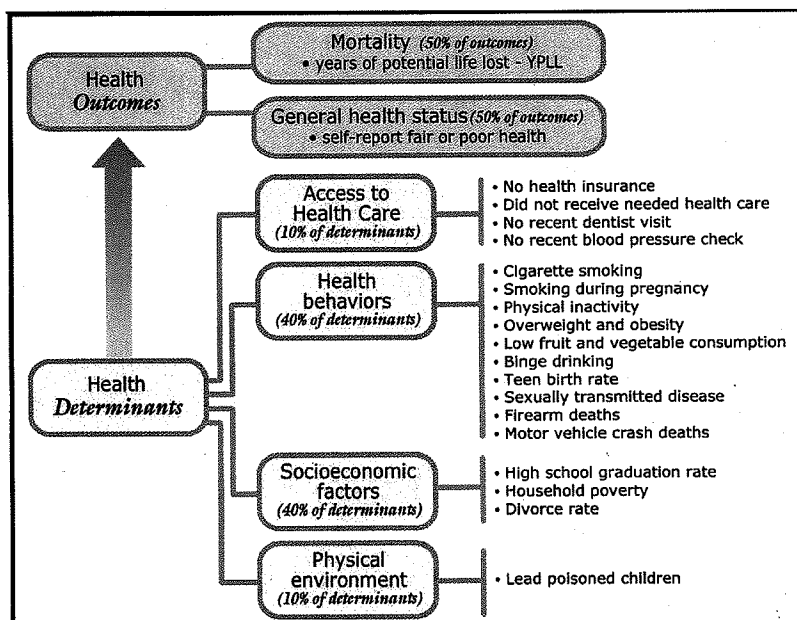 Health
Outcomes
Mortality (50% of outcomes)
• years of potential life lost - YPLL
General health status (50% of outcomes)
• self-report fair or poor health
Health
Determinants
Access to
Health Care
(10% of determinants)
• No health insurance
• Did not receive needed health care
• No recent dentist visit
• No recent blood pressure check
Health
behaviors
(40% of determinants)
• Cigarette smoking
• Smoking during pregnancy
• Physical inactivity
• Overweight and obesity
• Low fruit and vegetable consumption
• Binge drinking
• Teen birth rate
• Sexually transmitted disease
• Firearm deaths
• Motor vehicle crash deaths
Socioeconomic
factors
(40% of determinants)
• High school graduation rate
• Household poverty
• Divorce rate
Physical
environment
(10% of determinants)
• Lead poisoned children